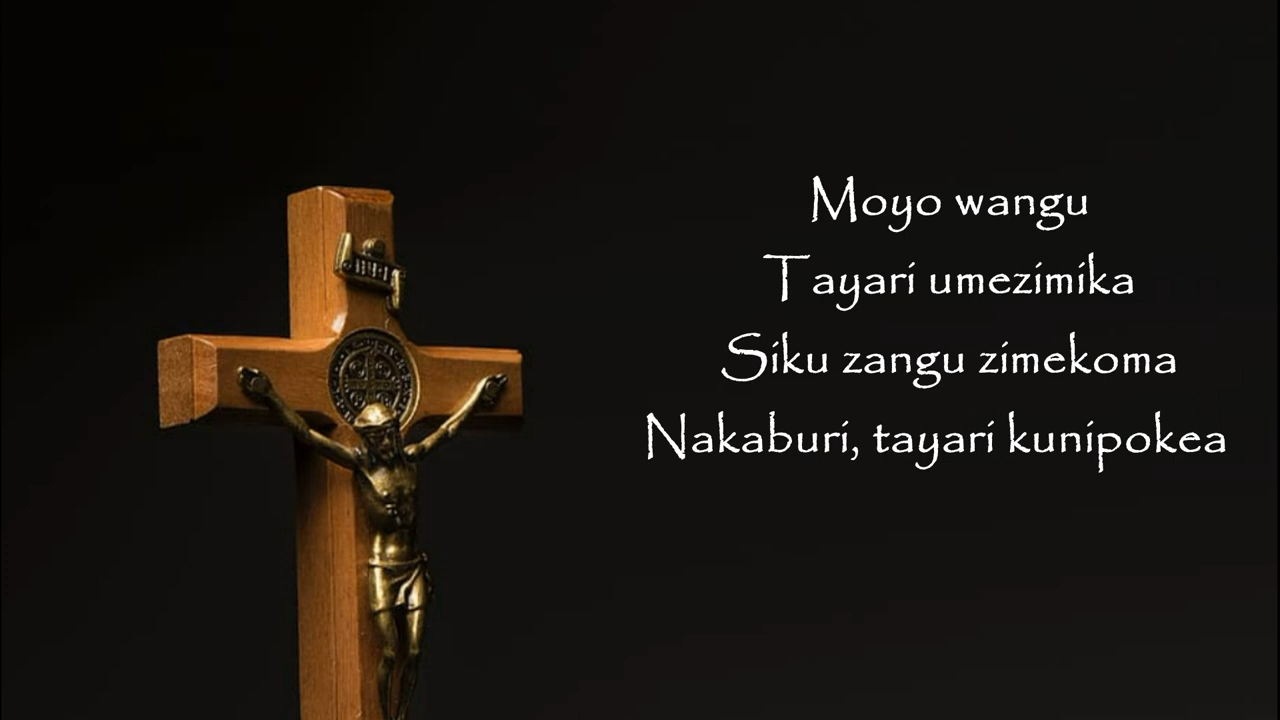 Moyo wangu
Tayari umezimika
Siku zangu zimekoma
Nakaburi, tayari kunipokea